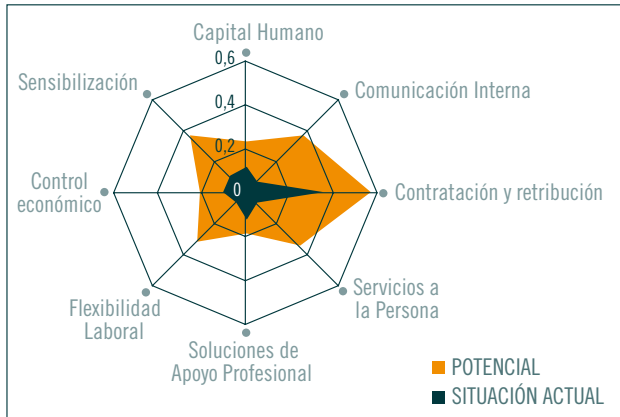 Capital Humano
0,6
Sensibilización
Comunicación Interna
0,4
0,2
Control
económico
0
Contratación y retribución
Servicios a
la Persona
Flexibilidad
Laboral
Soluciones de
Apoyo Profesional
POTENCIAL
SITUACIÓN ACTUAL